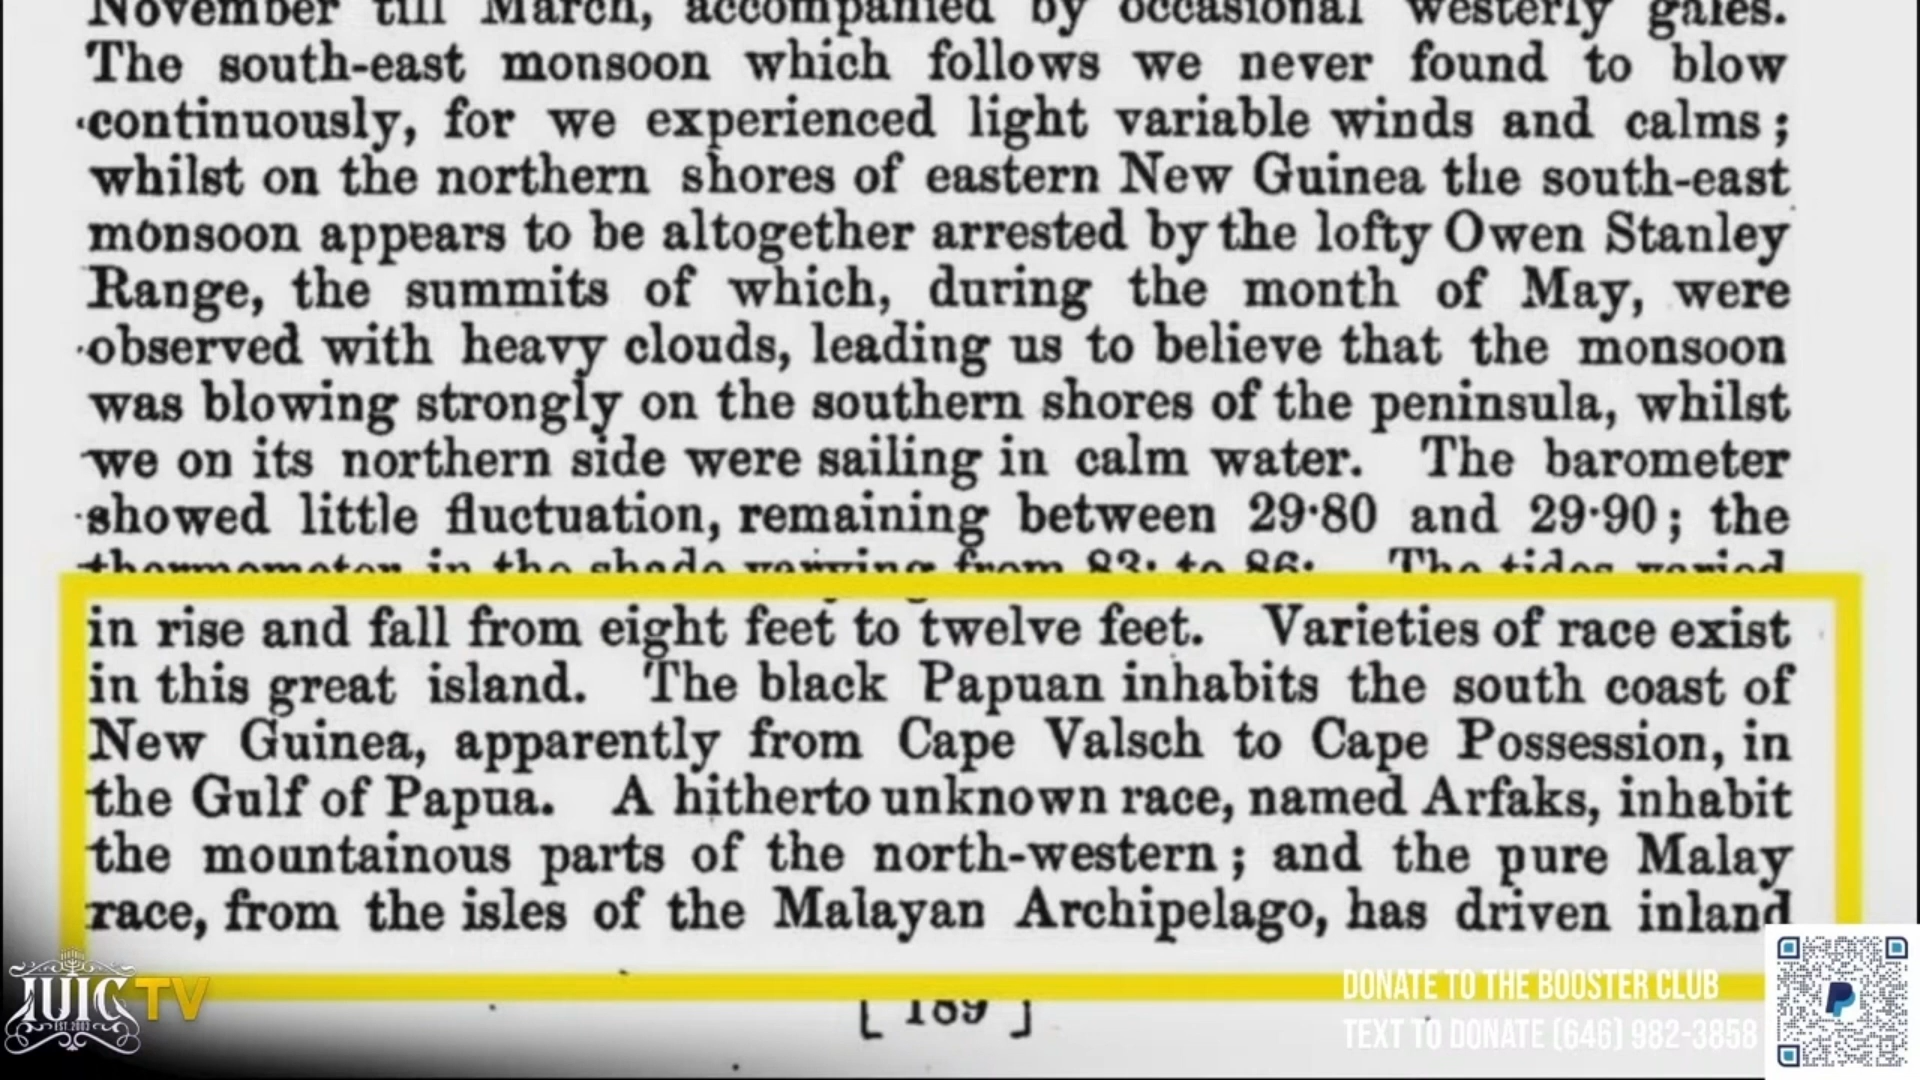 November till March, accompanied by occasional westerly gales.
The south-east monsoon which follows we never found to blow
continuously, for we experienced light variable winds and calms;
whilst on the northern shores of eastern New Guinea the south-east
monsoon appears to be altogether arrested by the lofty Owen Stanley
Range, the summits of which, during the month of May, were
observed with heavy clouds, leading us to believe that the monsoon
was blowing strongly on the southern shores of the peninsula, whilst
we on its northern side were sailing in calm water. The barometer
showed little fluctuation, remaining between 29·80 and 29·90; the
thermometer in the shade varying from 83· to 86· The tides varied
in rise and fall from eight feet to twelve feet. Varieties of race exist
in this great island. The black Papuan inhabits the south coast of
New Guinea, apparently from Cape Valsch to Cape Possession, in
the Gulf of Papua. A hitherto unknown race, named Arfaks, inhabit
the mountainous parts of the north-western; and the pure Malay
race, from the isles of the Malayan Archipelago, has driven inland
[ 189 ]
IUIC TV
EST. 2003
DONATE TO THE BOOSTER CLUB
TEXT TO DONATE (646) 982-3858